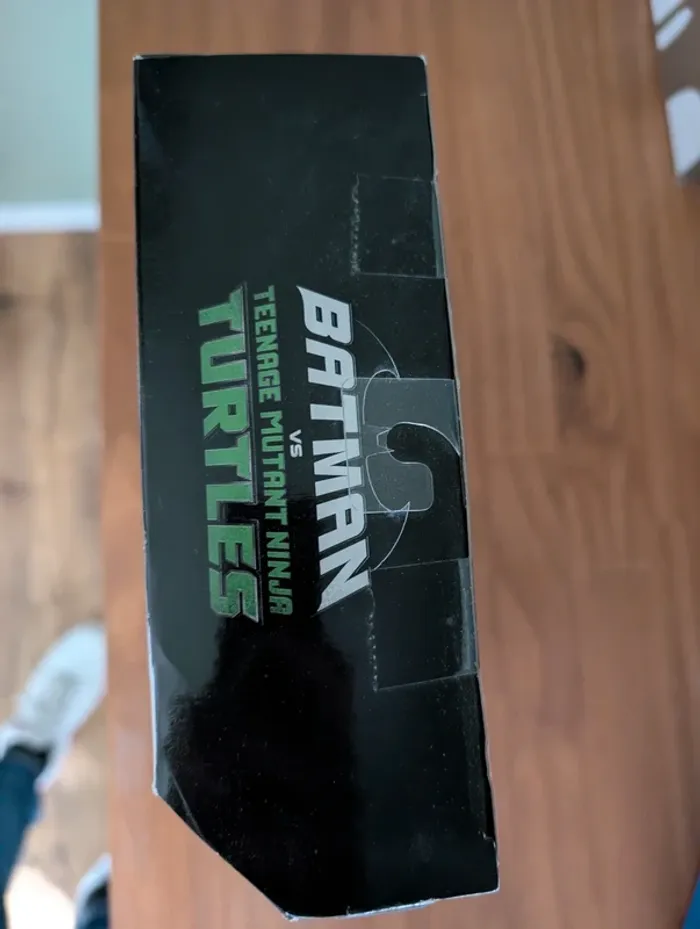 BATMAN
VS
TEENAGE MUTANT NINJA
TURTLES